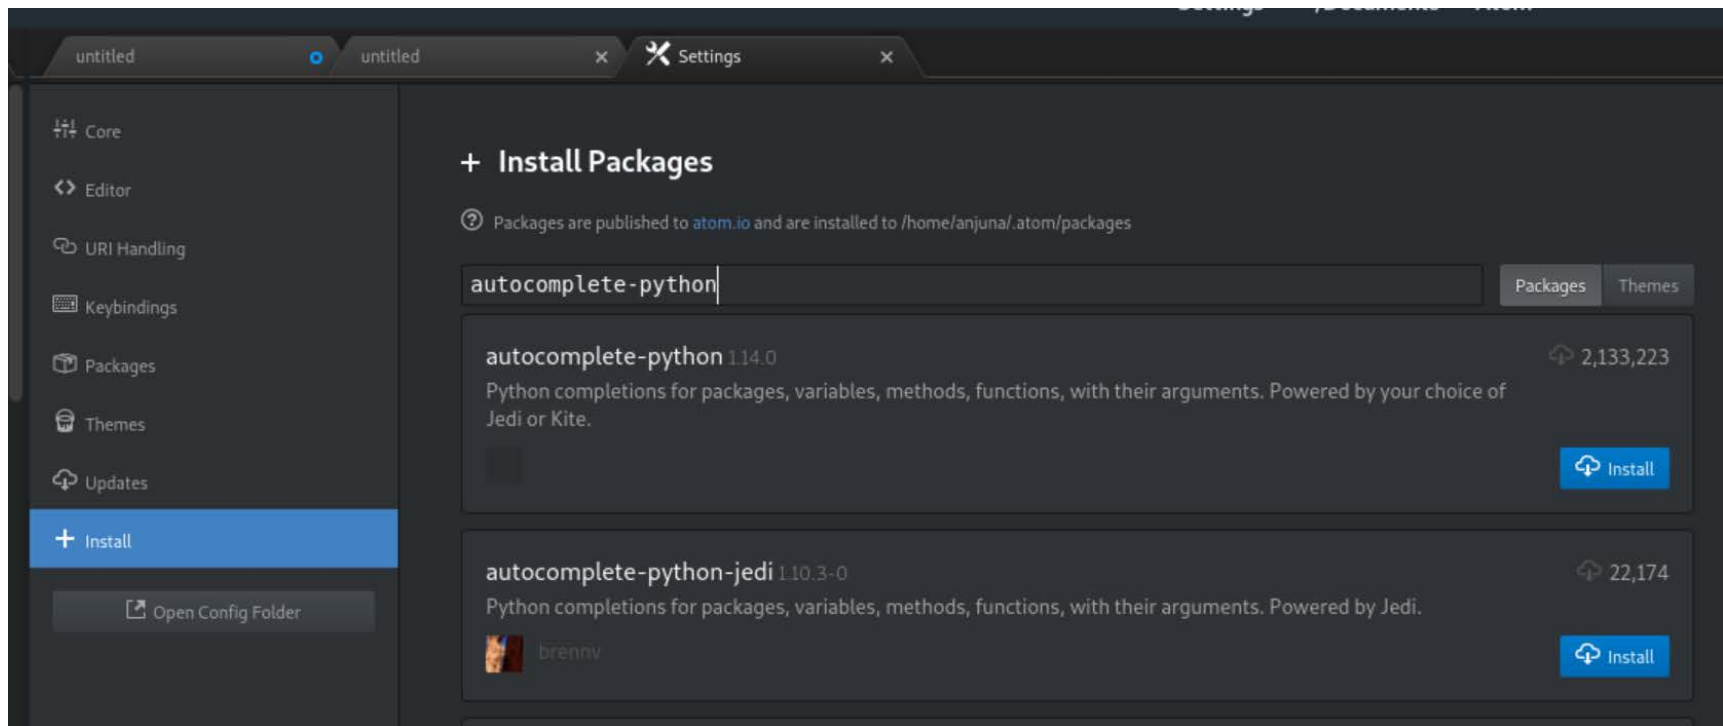 untitled
untitled
Settings
Core
Editor
URI Handling
Keybindings
Packages
Themes
Updates
Install
Open Config Folder
Install Packages
Packages are published to atom.io and are installed to /home/anjuna/.atom/packages
autocomplete-python
Packages Themes
autocomplete-python 1.14.0
2,133,223
Python completions for packages, variables, methods, functions, with their arguments. Powered by your choice of
Jedi or Kite.
Install
autocomplete-python-jedi 1.10.3-0
22,174
Python completions for packages, variables, methods, functions, with their arguments. Powered by Jedi.
brennv
Install